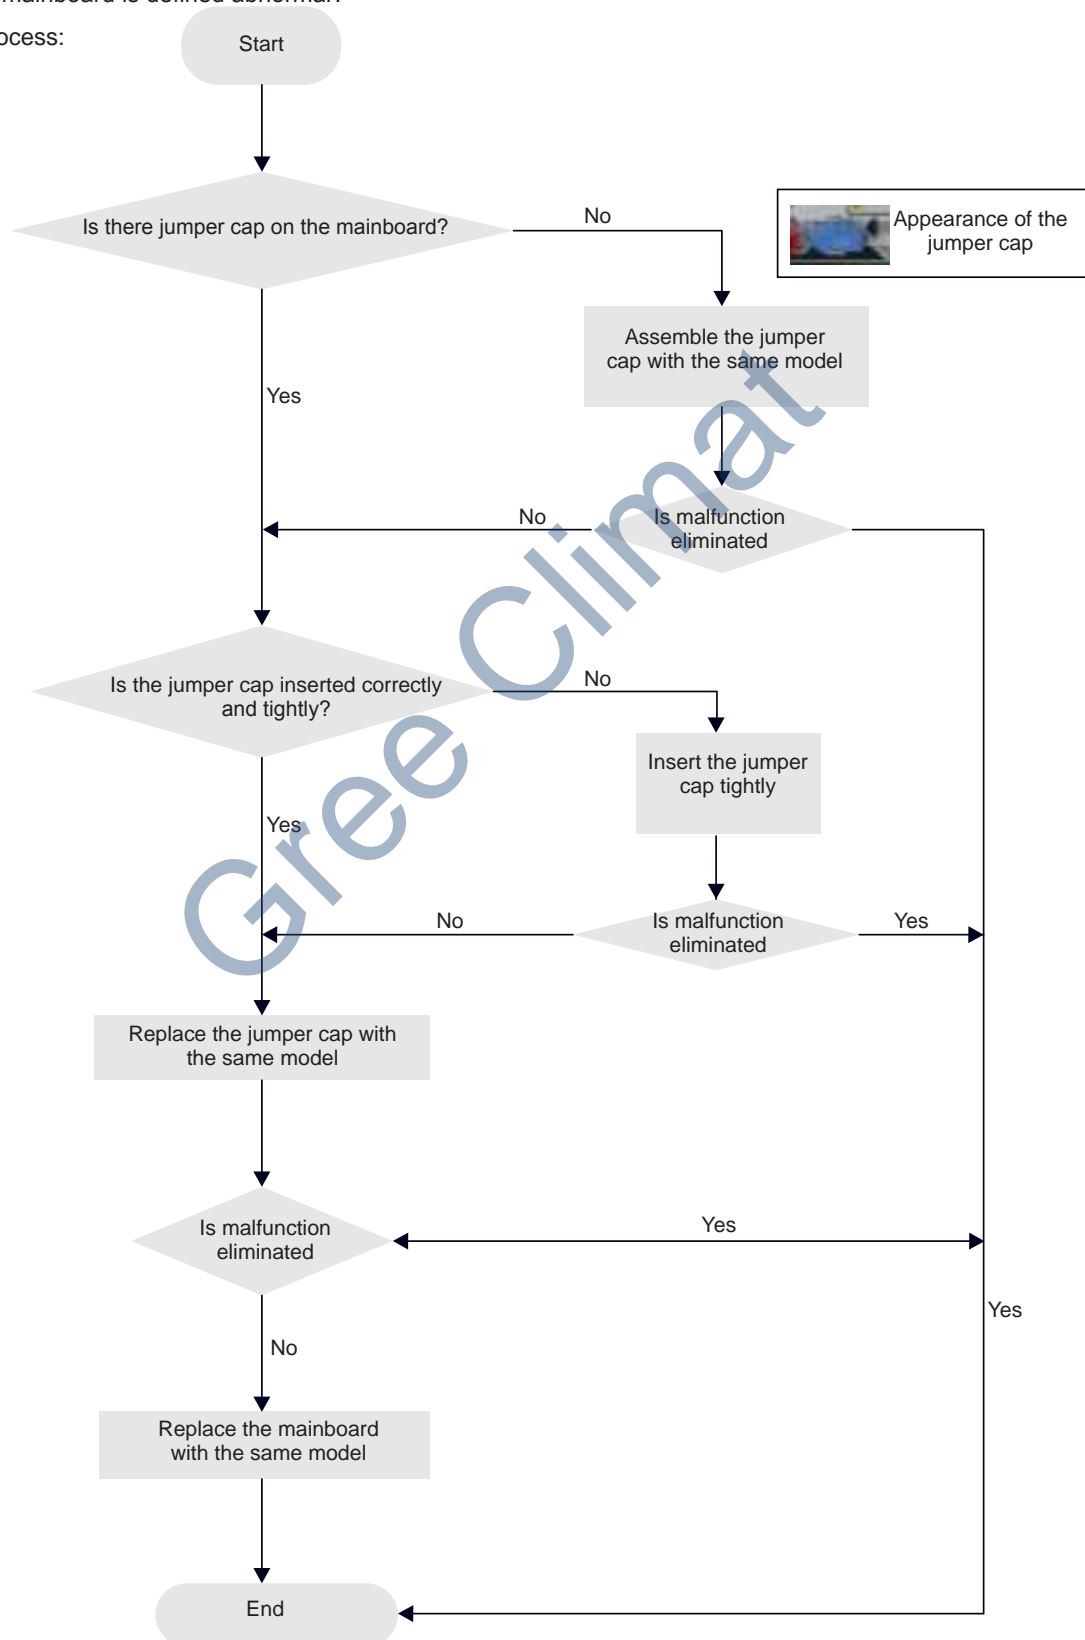 mainboard is defined abnormal.
ocess:
Start
Is there jumper cap on the mainboard?
No
Appearance of the
jumper cap
Assemble the jumper
cap with the same model
Yes
No
Is malfunction
eliminated
Is the jumper cap inserted correctly
and tightly?
No
Insert the jumper
cap tightly
Yes
No
Is malfunction
eliminated
Yes
Replace the jumper cap with
the same model
Is malfunction
eliminated
Yes
Yes
No
Replace the mainboard
with the same model
End
Gree Climat